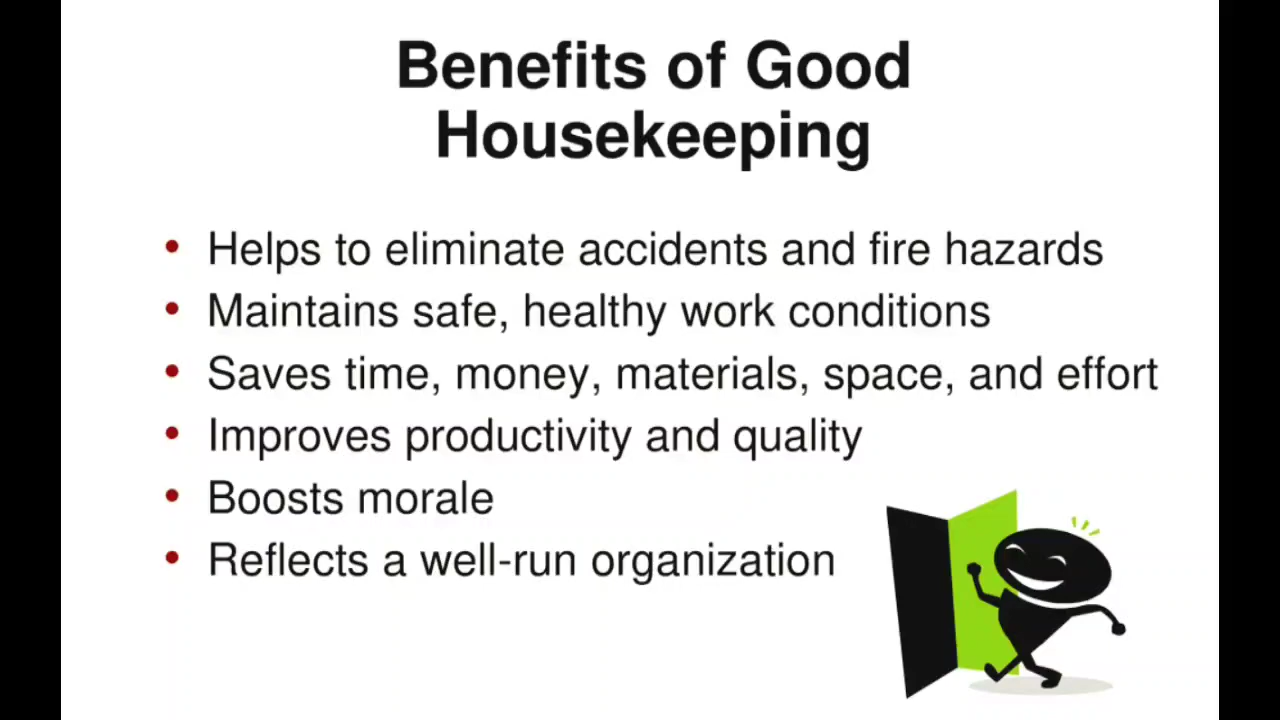 Benefits of Good
Housekeeping
• Helps to eliminate accidents and fire hazards
• Maintains safe, healthy work conditions
• Saves time, money, materials, space, and effort
• Improves productivity and quality
• Boosts morale
• Reflects a well-run organization